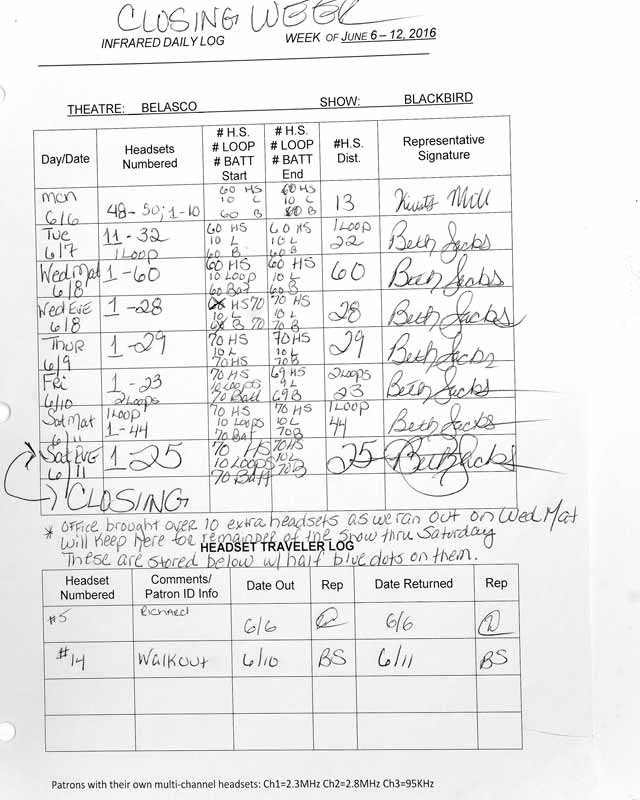 CLOSING WEEK
INFRARED DAILY LOG WEEK OF JUNE 6 – 12, 2016
THEATRE: BELASCO SHOW: BLACKBIRD
Day/Date Headsets Numbered # H.S. # LOOP # BATT Start # H.S. # LOOP # BATT End #H.S. Dist. Representative Signature
Mon 6/6 48-50; 1-10 60 HS 10 L 60 B 60 HS 10 L 60 B 13
Tue 6/7 11-32 1 LOOP 60 HS 10 L 60 B 60 HS 10 L 60 B 1 LOOP 22 Beth Jacks
Wed Mat 6/8 1-60 60 HS 10 LOOP 60 Bat 60 HS 10 L 60 B 60 Beth Jacks
Wed EVE 6/8 1-28 HS 70 10 L B 70 70 HS 10 L 70 B 28 Beth Jacks
Thur 6/9 1-29 70 HS 10 L 70 HS 70 HS 10 L 70 B 29 Beth Jacks
Fri 6/10 1-23 2 Loops 70 HS 10 Loops 70 Batt 69 HS 9 L 70 B 2 Loops 23 Beth Jacks
Sat Mat 6/11 1 Loop 1-44 70 HS 10 Loops 70 Bat 70 HS 10 L 70 B 1 Loop 44 Beth Jacks
Sat EVE 6/11 1-25 70 HS 10 Loops 70 Batt 70 HS 10 L 70 B 25 Beth Jacks
CLOSING
* Office brought over 10 extra headsets as we ran out on Wed Mat
Will keep here for remainder of the show thru Saturday
HEADSET TRAVELER LOG
These are stored below w/ half blue dots on them.
Headset Numbered Comments/ Patron ID Info Date Out Rep Date Returned Rep
#5 Richard 6/6 6/6
#14 Walkout 6/10 BS 6/11 BS
Patrons with their own multi-channel headsets: Ch1=2.3MHz Ch2=2.8MHz Ch3=95KHz